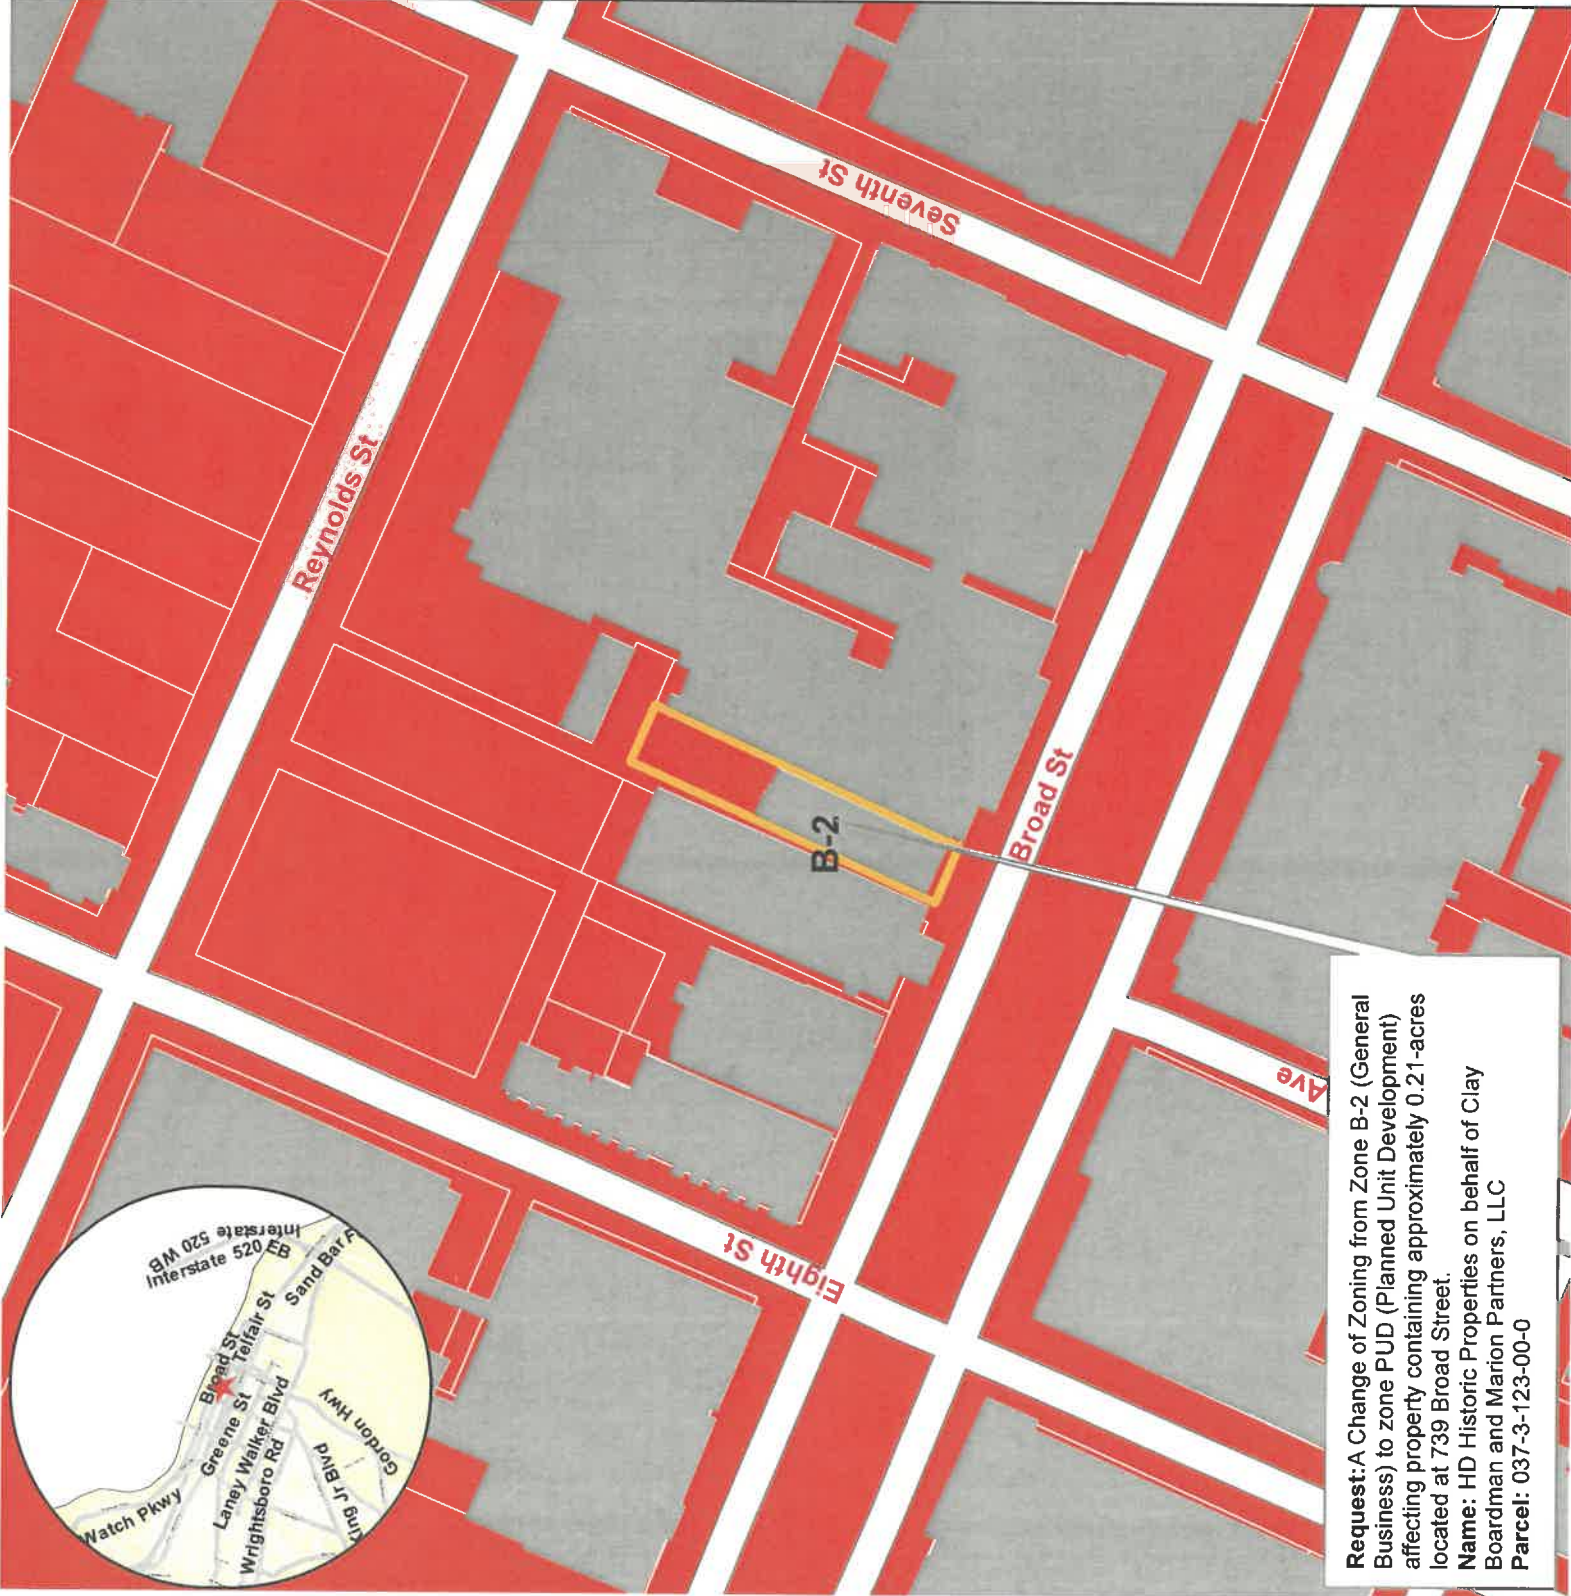 Reynolds St
Seventh St
Broad St
B-2
Eighth St
Ave
Interstate 520 WB
Interstate 520 EB
Sand Bar F
Broad St
Telfair St
Greene St
Laney Walker Blvd
Wrightsboro Rd
Gordon Hwy
King Jr Blvd
Watch Pkwy
Request:A Change of Zoning from Zone B-2 (General
Business) to zone PUD (Planned Unit Development)
affecting property containing approximately 0.21-acres
located at 739 Broad Street.
Name: HD Historic Properties on behalf of Clay
Boardman and Marion Partners, LLC
Parcel: 037-3-123-00-0